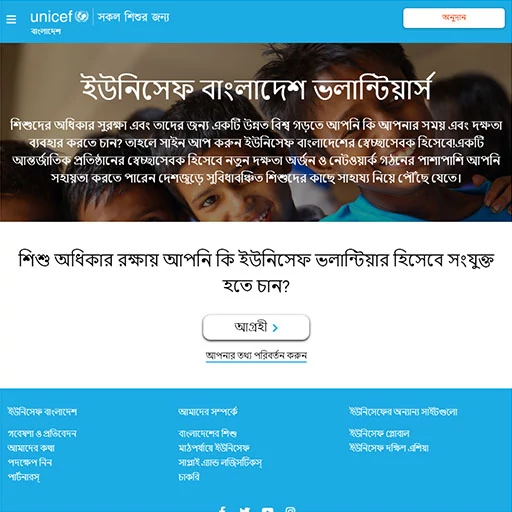 unicef সকল শিশুর জন্য
বাংলাদেশ
অনুদান
ইউনিসেফ বাংলাদেশ ভলান্টিয়ার্স
শিশুদের অধিকার সুরক্ষা এবং তাদের জন্য একটি উন্নত বিশ্ব গড়তে আপনি কি আপনার সময় এবং দক্ষতা
ব্যবহার করতে চান? তাহলে সাইন আপ করুন ইউনিসেফ বাংলাদেশের স্বেচ্ছাসেবক হিসেবে।একটি
আন্তর্জাতিক প্রতিষ্ঠানের স্বেচ্ছাসেবক হিসেবে নতুন দক্ষতা অর্জন ও নেটওয়ার্ক গঠনের পাশাপাশি আপনি
সহায়তা করতে পারেন দেশজুড়ে সুবিধাবঞ্চিত শিশুদের কাছে সাহায্য নিয়ে পৌঁছে যেতে।
শিশু অধিকার রক্ষায় আপনি কি ইউনিসেফ ভলান্টিয়ার হিসেবে সংযুক্ত
হতে চান?
আগ্রহী
আপনার তথ্য পরিবর্তন করুন
ইউনিসেফ বাংলাদেশ
গবেষণা ও প্রতিবেদন
আমাদের কথা
পদক্ষেপ নিন
পার্টনারস্
আমাদের সম্পর্কে
বাংলাদেশের শিশু
মাঠপর্যায়ে ইউনিসেফ
সাপ্লাই এ্যান্ড লজিসটিকস্
চাকরি
ইউনিসেফের অন্যান্য সাইটগুলো
ইউনিসেফ গ্লোবাল
ইউনিসেফ দক্ষিণ এশিয়া